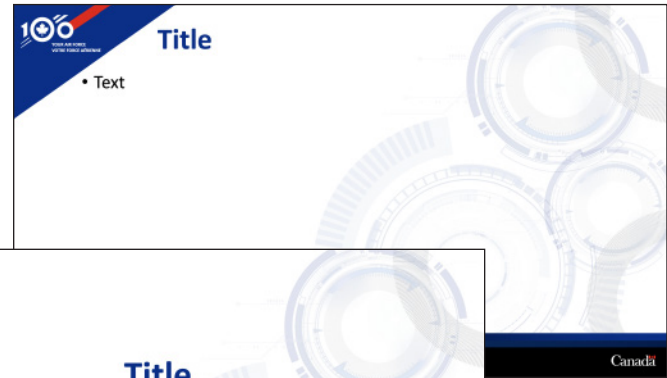 100
YOUR AIR FORCE
VOTRE FORCE AÉRIENNE
Title
• Text
Canada
Title